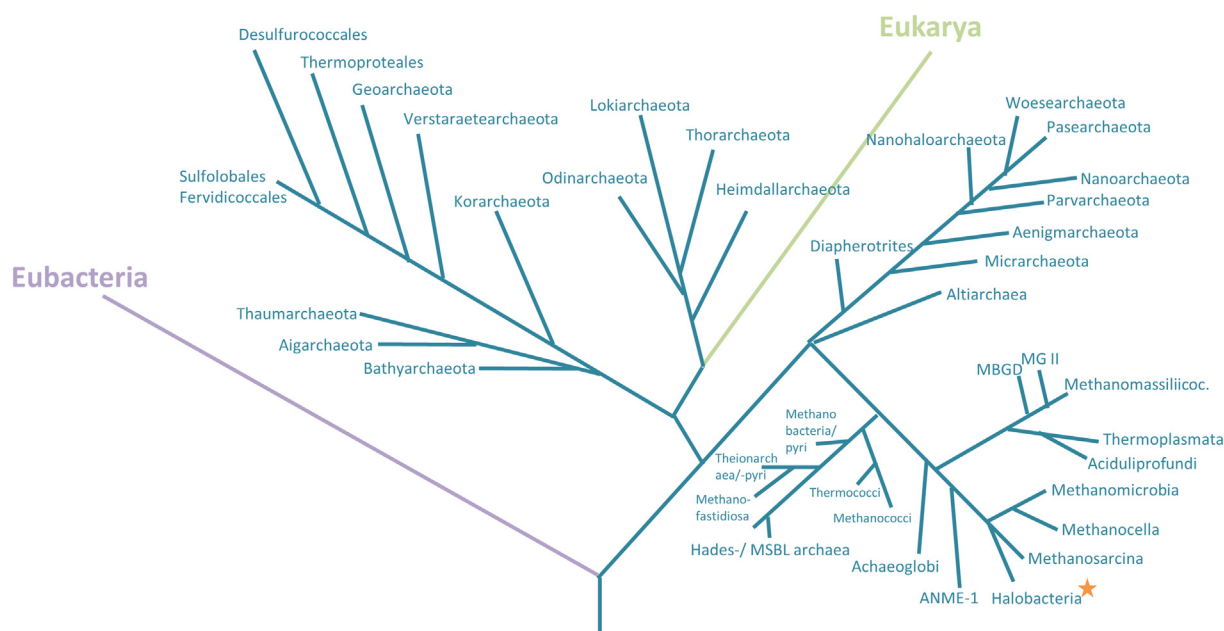 Eukarya
Desulfurococcales
Thermoproteales
Geoarchaeota
Verstaraetearchaeota
Sulfolobales
Fervidicoccales
Korarchaeota
Lokiarchaeota
Thorarchaeota
Odinarchaeota
Heimdallarchaeota
Woesearchaeota
Pasearchaeota
Nanohaloarchaeota
Nanoarchaeota
Parvarchaeota
Aenigmarchaeota
Diapherotrites
Micrarchaeota
Altiarchaea
Eubacteria
Thaumarchaeota
Aigarchaeota
Bathyarchaeota
MG II
MBGD
Methanomassiliicoc.
Thermoplasmata
Aciduliprofundi
Methano
bacteria/
pyri
Theionarch
aea/-pyri
Methano-
fastidiosa
Thermococci
Methanococci
Hades-/ MSBL archaea
Achaeoglobi
ANME-1
Methanomicrobia
Methanocella
Methanosarcina
Halobacteria